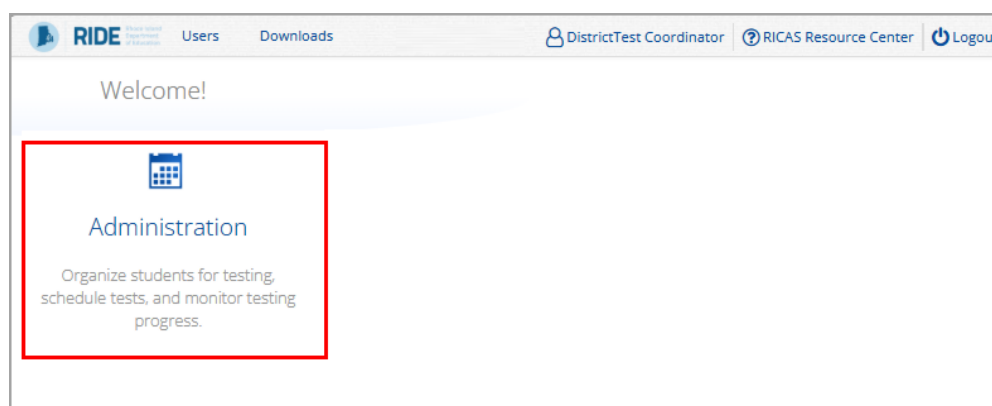 RIDE Users Downloads DistrictTest Coordinator RICAS Resource Center Logou
Welcome!
Administration
Organize students for testing,
schedule tests, and monitor testing
progress.